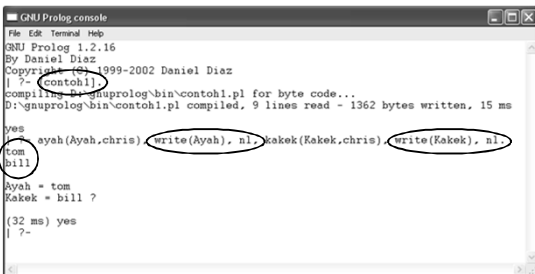 GNU Prolog console
File Edit Terminal Help
GNU Prolog 1.2.16
By Daniel Diaz
Copyright (C) 1999-2002 Daniel Diaz
| ?- [contoh1].
compiling D:\gnuprolog\bin\contoh1.pl for byte code...
D:\gnuprolog\bin\contoh1.pl compiled, 9 lines read - 1362 bytes written, 15 ms
yes
| ?- ayah(Ayah,chris), write(Ayah), nl, kakek(Kakek,chris), write(Kakek), nl.
tom
bill
Ayah = tom
Kakek = bill ?
(32 ms) yes
| ?-